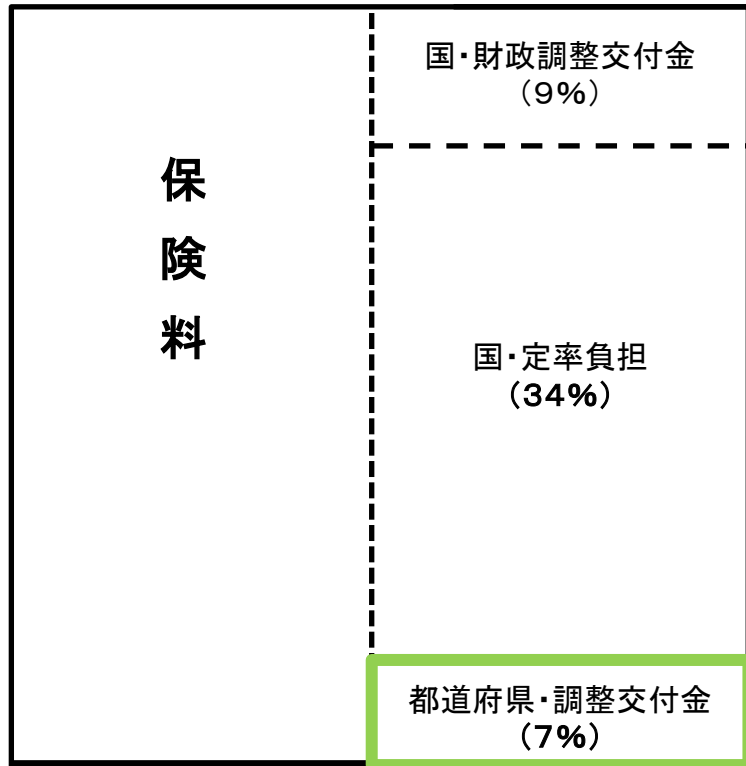 保
険
料
国・財政調整交付金
(9%)
国・定率負担
(34%)
都道府県・調整交付金
(7%)